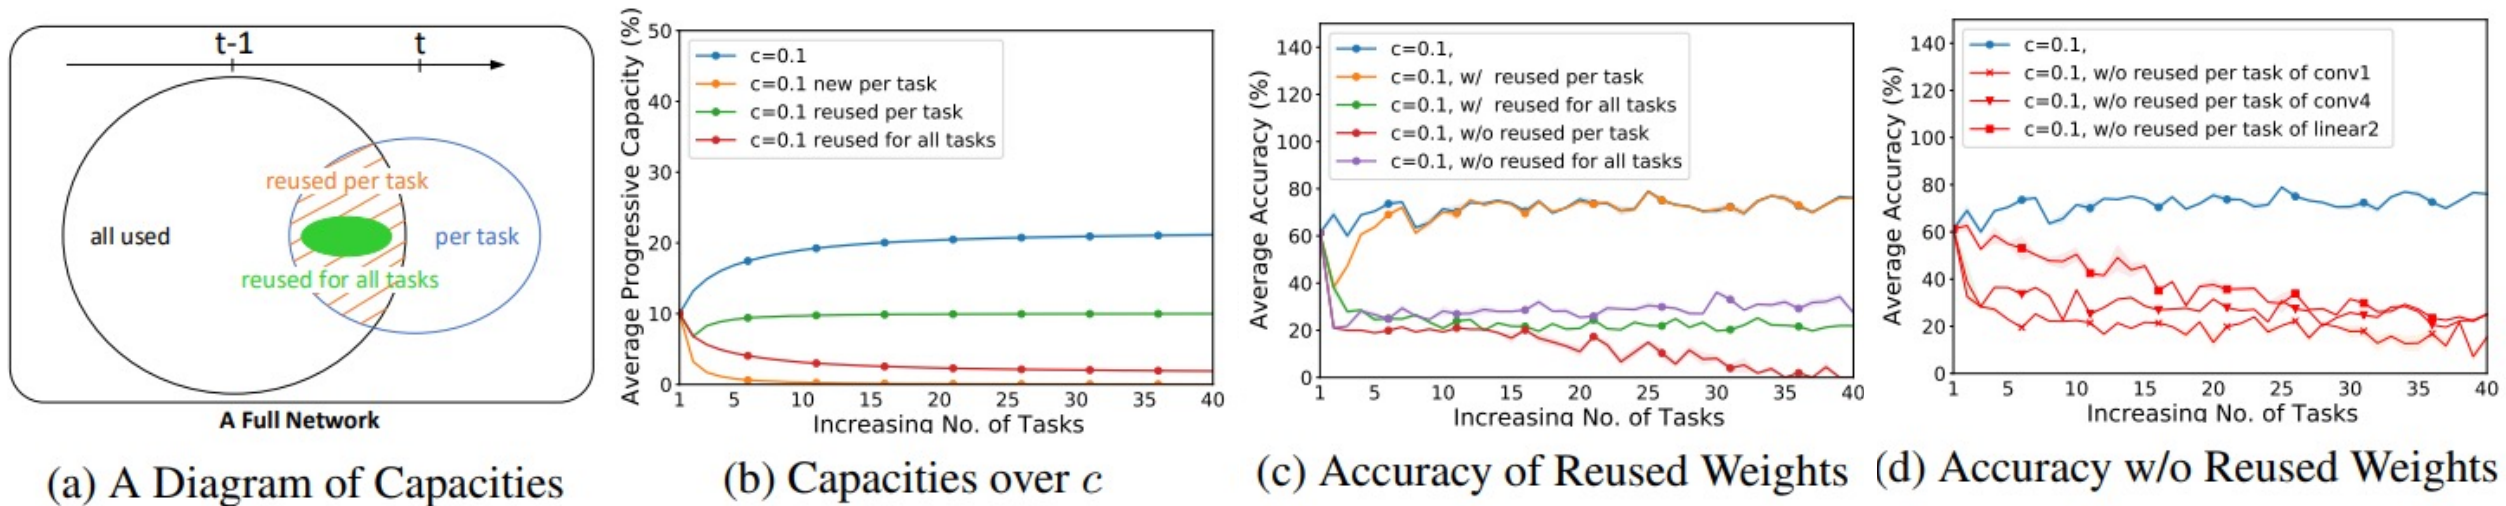 t-1 t
reused per task
all used
per task
reused for all tasks
A Full Network
(a) A Diagram of Capacities
Average Progressive Capacity (%)
50
40
30
20
10
0
c=0.1
c=0.1 new per task
c=0.1 reused per task
c=0.1 reused for all tasks
1 5 10 15 20 25 30 35 40
Increasing No. of Tasks
(b) Capacities over c
Average Accuracy (%)
140
120
100
80
60
40
20
0
c=0.1,
c=0.1, w/ reused per task
c=0.1, w/ reused for all tasks
c=0.1, w/o reused per task
c=0.1, w/o reused for all tasks
1 5 10 15 20 25 30 35 40
Increasing No. of Tasks
(c) Accuracy of Reused Weights
Average Accuracy (%)
140
120
100
80
60
40
20
0
c=0.1,
c=0.1, w/o reused per task of conv1
c=0.1, w/o reused per task of conv4
c=0.1, w/o reused per task of linear2
1 5 10 15 20 25 30 35 40
Increasing No. of Tasks
(d) Accuracy w/o Reused Weights